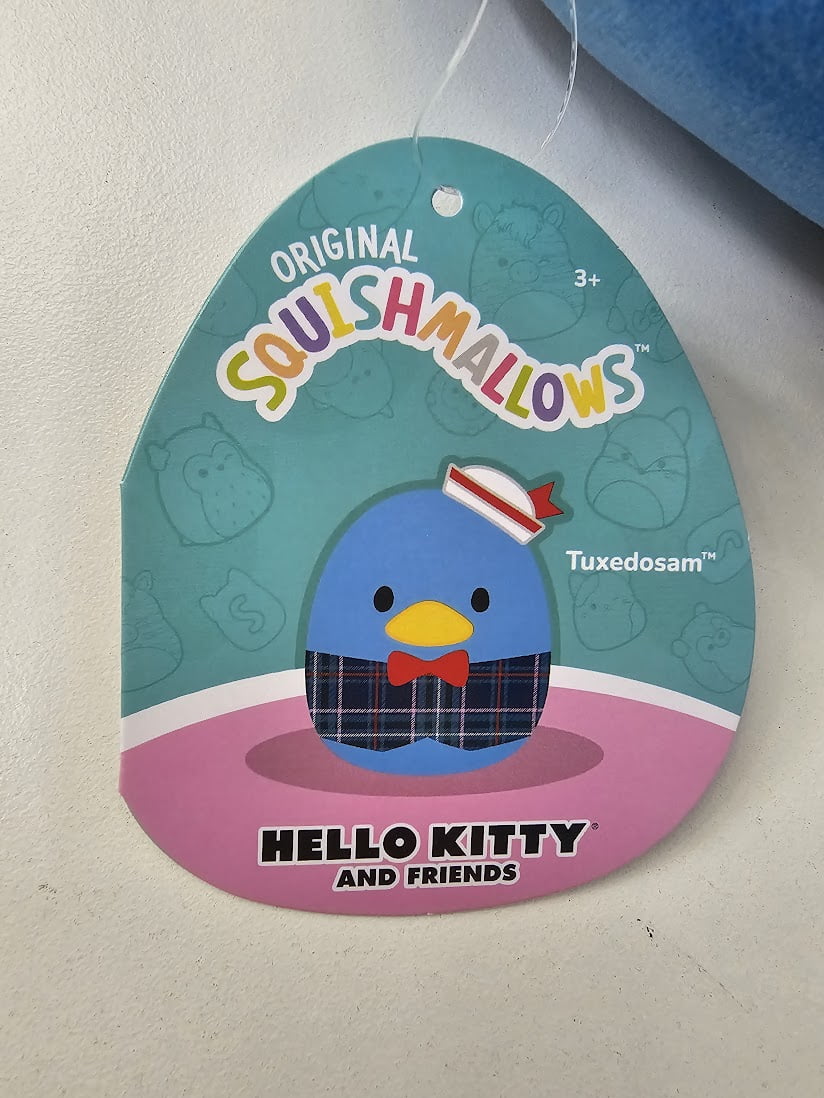 ORIGINAL
SQUISHMALLOWS™
3+
Tuxedosam™
S
HELLO KITTY®
AND FRIENDS